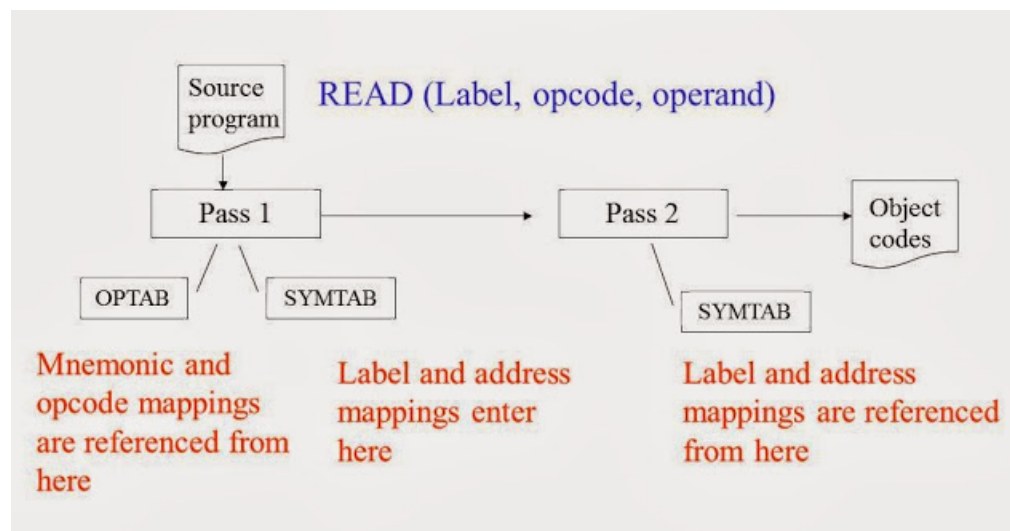 Source
program
READ (Label, opcode, operand)
Pass 1
Pass 2
Object
codes
OPTAB
SYMTAB
SYMTAB
Mnemonic and
opcode mappings
are referenced from
here
Label and address
mappings enter
here
Label and address
mappings are referenced
from here